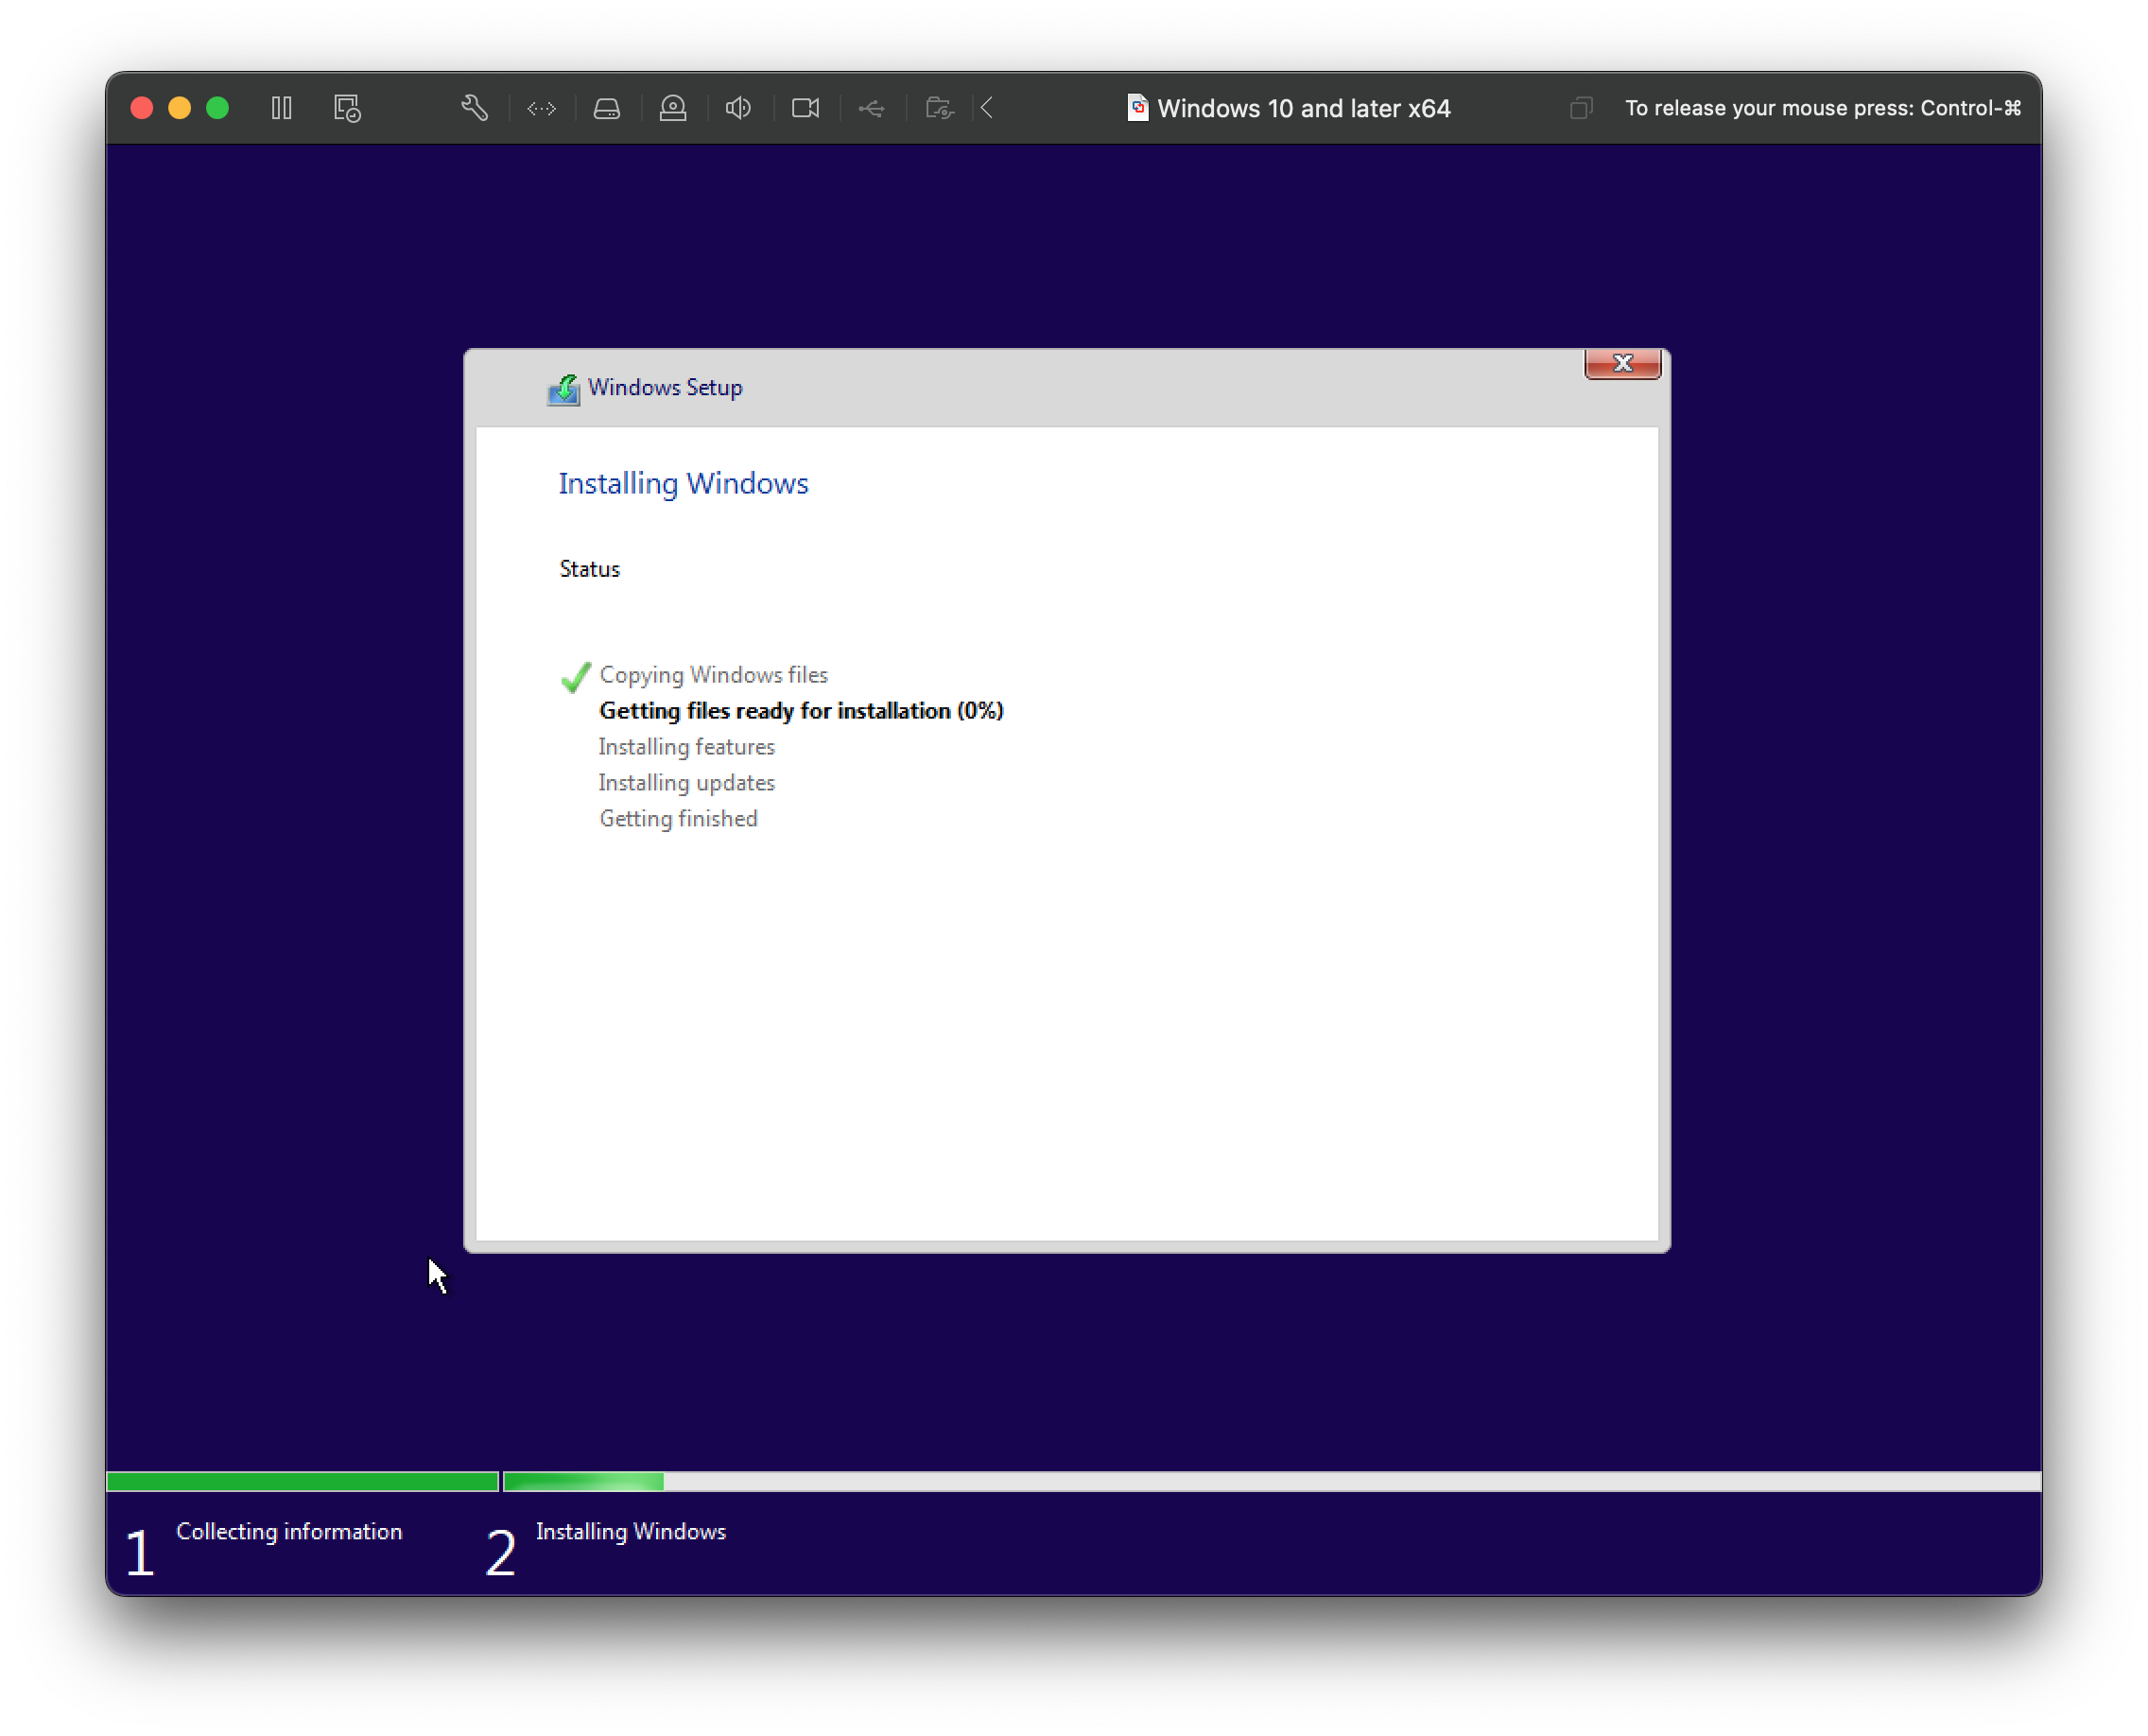 Windows 10 and later x64
To release your mouse press: Control-⌘
Windows Setup
Installing Windows
Status
Copying Windows files
Getting files ready for installation (0%)
Installing features
Installing updates
Getting finished
1 Collecting information
2 Installing Windows